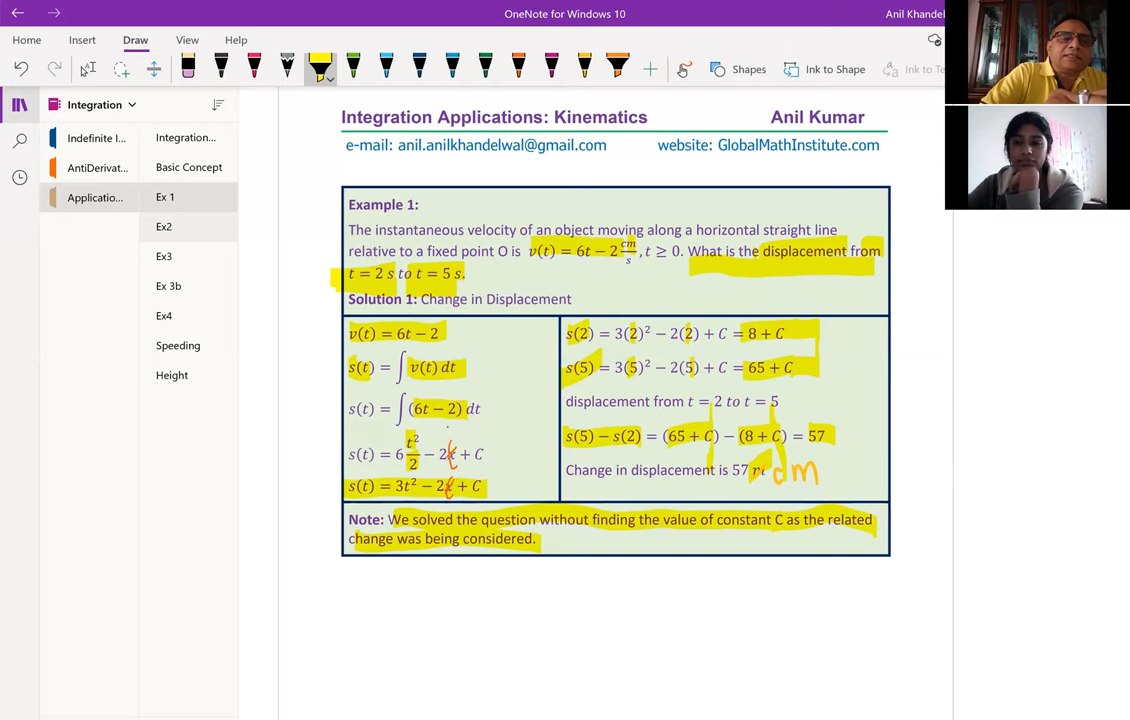 OneNote for Windows 10
Anil Khandel
Home
Insert
Draw
View
Help
Shapes
Ink to Shape
Ink to Te
Integration
Indefinite I...
AntiDerivat...
Applicatio...
Integration...
Basic Concept
Ex 1
Ex2
Ex3
Ex 3b
Ex4
Speeding
Height
Integration Applications: Kinematics Anil Kumar
e-mail: anil.anilkhandelwal@gmail.com website: GlobalMathInstitute.com
Example 1:
The instantaneous velocity of an object moving along a horizontal straight line
relative to a fixed point O is v(t) = 6t − 2 cm/s, t ≥ 0. What is the displacement from
t = 2 s to t = 5 s.
Solution 1: Change in Displacement
v(t) = 6t − 2
s(t) = ∫ v(t) dt
s(t) = ∫ (6t − 2) dt
s(t) = 6 t²/2 − 2t + C
s(t) = 3t² − 2t + C
s(2) = 3(2)² − 2(2) + C = 8 + C
s(5) = 3(5)² − 2(5) + C = 65 + C
displacement from t = 2 to t = 5
s(5) − s(2) = (65 + C) − (8 + C) = 57
Change in displacement is 57
Note: We solved the question without finding the value of constant C as the related
change was being considered.